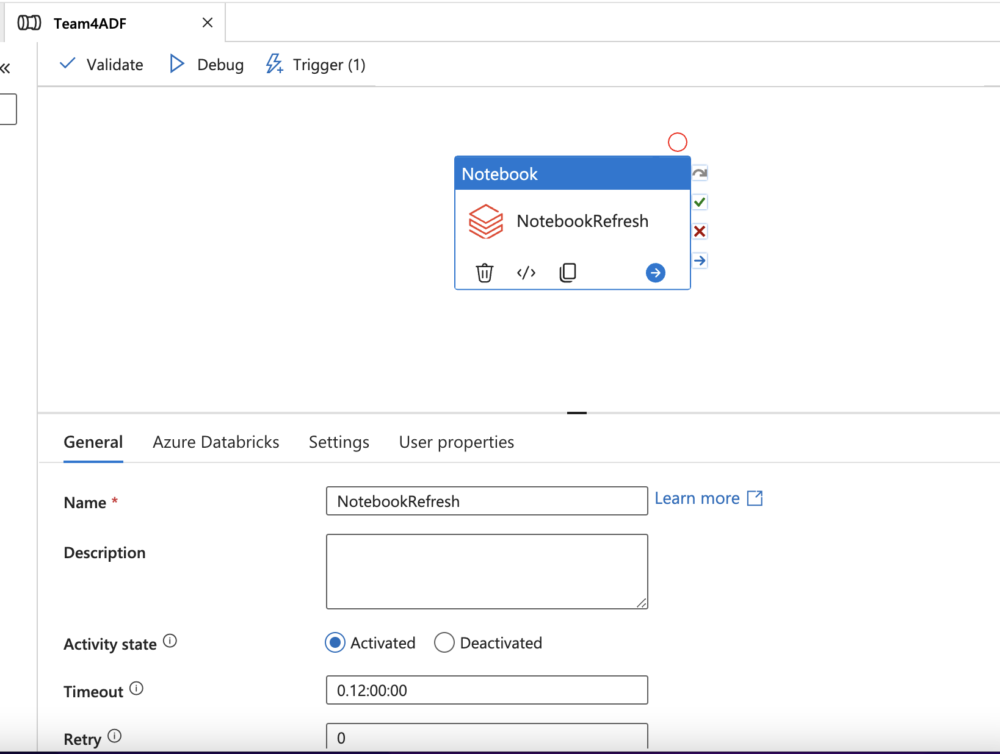 Team4ADF
Validate Debug Trigger (1)
Notebook
NotebookRefresh
General Azure Databricks Settings User properties
Name * NotebookRefresh Learn more
Description
Activity state Activated Deactivated
Timeout 0.12:00:00
Retry 0